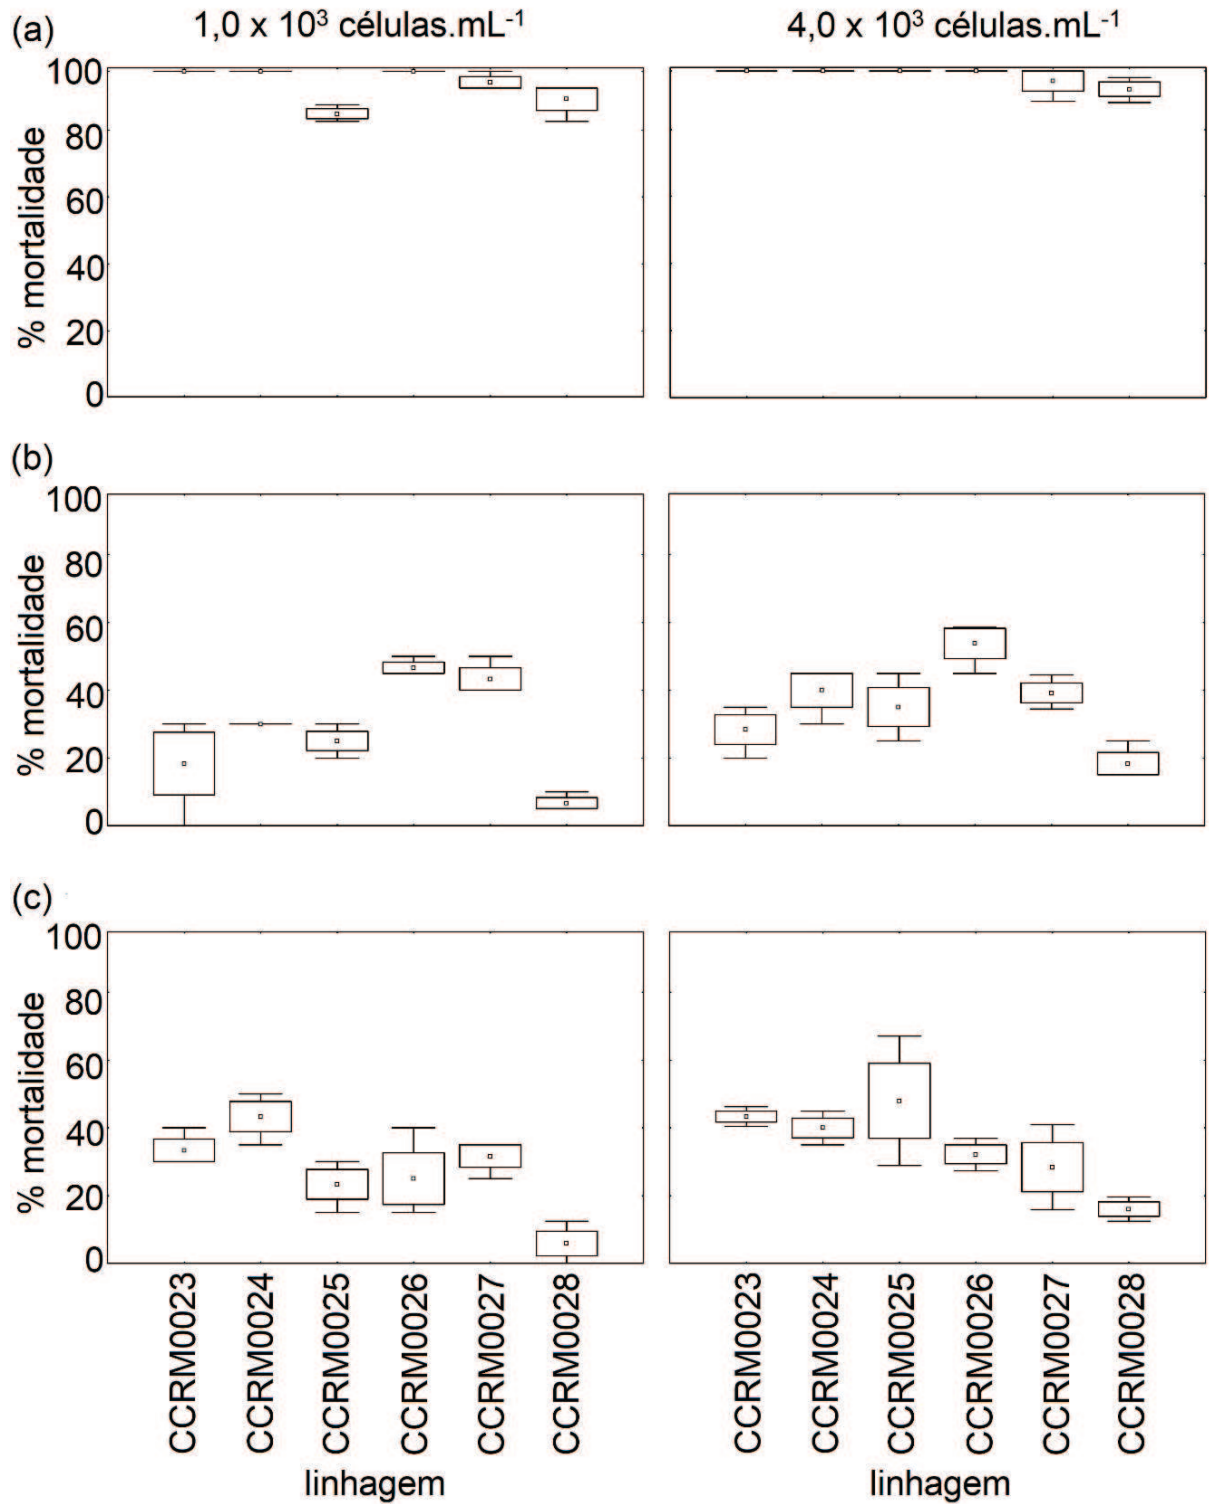 (a)
1,0 x 10³ células.mL⁻¹
4,0 x 10³ células.mL⁻¹
% mortalidade
100
80
60
40
20
0
(b)
% mortalidade
100
80
60
40
20
0
(c)
% mortalidade
100
80
60
40
20
0
CCRM0023
CCRM0024
CCRM0025
CCRM0026
CCRM0027
CCRM0028
CCRM0023
CCRM0024
CCRM0025
CCRM0026
CCRM0027
CCRM0028
linhagem
linhagem